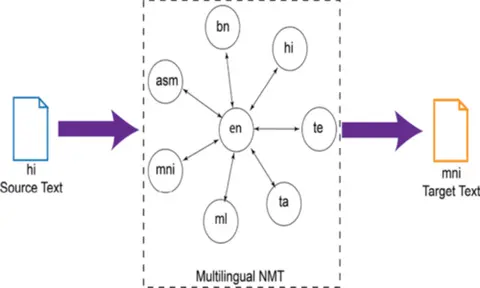 bn
hi
asm
en
te
mni
ta
ml
hi
Source Text
mni
Target Text
Multilingual NMT